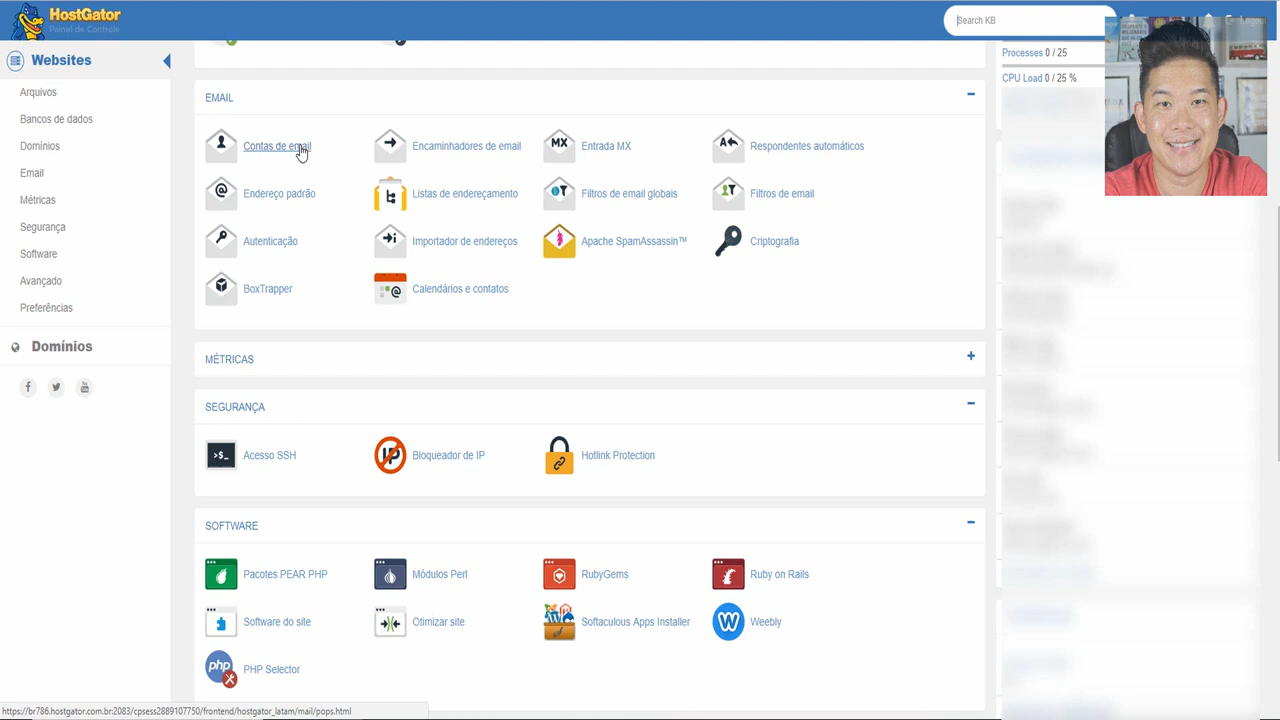 HostGator
Painel de Controle
Search KB
Logout
Websites
Arquivos
Bancos de dados
Domínios
Email
Métricas
Segurança
Software
Avançado
Preferências
Domínios
Processes 0 / 25
CPU Load 0 / 25 %
EMAIL
Contas de email
Encaminhadores de email
MX
Entrada MX
Respondentes automáticos
Endereço padrão
Listas de endereçamento
Filtros de email globais
Filtros de email
Autenticação
Importador de endereços
Apache SpamAssassin™
Criptografia
BoxTrapper
Calendários e contatos
MÉTRICAS
SEGURANÇA
>$_
Acesso SSH
IP
Bloqueador de IP
Hotlink Protection
SOFTWARE
Pacotes PEAR PHP
Módulos Perl
RubyGems
Ruby on Rails
Software do site
Otimizar site
Softaculous Apps Installer
Weebly
php
PHP Selector
https://br786.hostgator.com.br:2083/cpsess2889107750/frontend/hostgator_latam/mail/pops.html